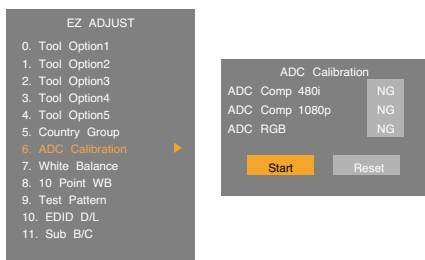 EZ ADJUST
0. Tool Option1
1. Tool Option2
2. Tool Option3
3. Tool Option4
4. Tool Option5
5. Country Group
6. ADC Calibration
7. White Balance
8. 10 Point WB
9. Test Pattern
10. EDID D/L
11. Sub B/C
ADC Calibration
ADC Comp 480i NG
ADC Comp 1080p NG
ADC RGB NG
Start Reset